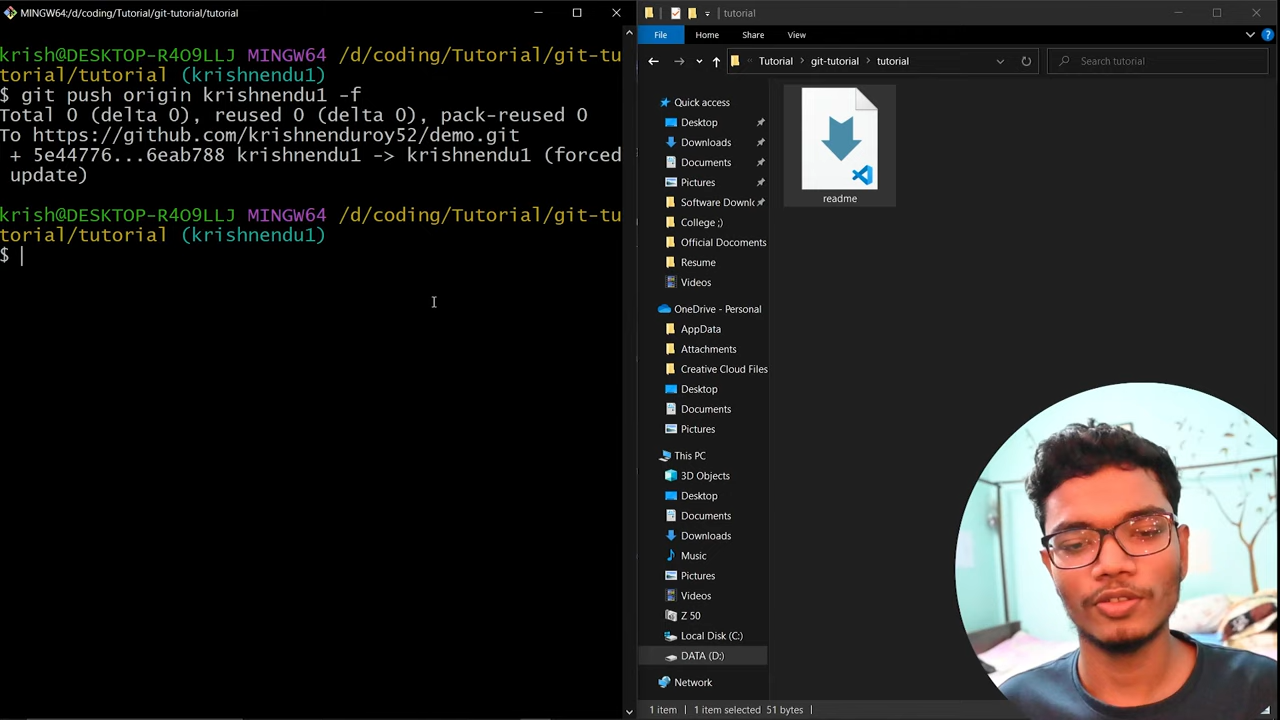 MINGW64:/d/coding/Tutorial/git-tutorial/tutorial
krish@DESKTOP-R4O9LLJ MINGW64 /d/coding/Tutorial/git-tu
torial/tutorial (krishnendu1)
$ git push origin krishnendu1 -f
Total 0 (delta 0), reused 0 (delta 0), pack-reused 0
To https://github.com/krishnenduroy52/demo.git
+ 5e44776...6eab788 krishnendu1 -> krishnendu1 (forced
update)
krish@DESKTOP-R4O9LLJ MINGW64 /d/coding/Tutorial/git-tu
torial/tutorial (krishnendu1)
$
tutorial
File Home Share View
Tutorial > git-tutorial > tutorial
Search tutorial
Quick access
Desktop
Downloads
Documents
Pictures
Software Downlo
College ;)
Official Docoments
Resume
Videos
OneDrive - Personal
AppData
Attachments
Creative Cloud Files
Desktop
Documents
Pictures
This PC
3D Objects
Desktop
Documents
Downloads
Music
Pictures
Videos
Z 50
Local Disk (C:)
DATA (D:)
Network
readme
1 item 1 item selected 51 bytes